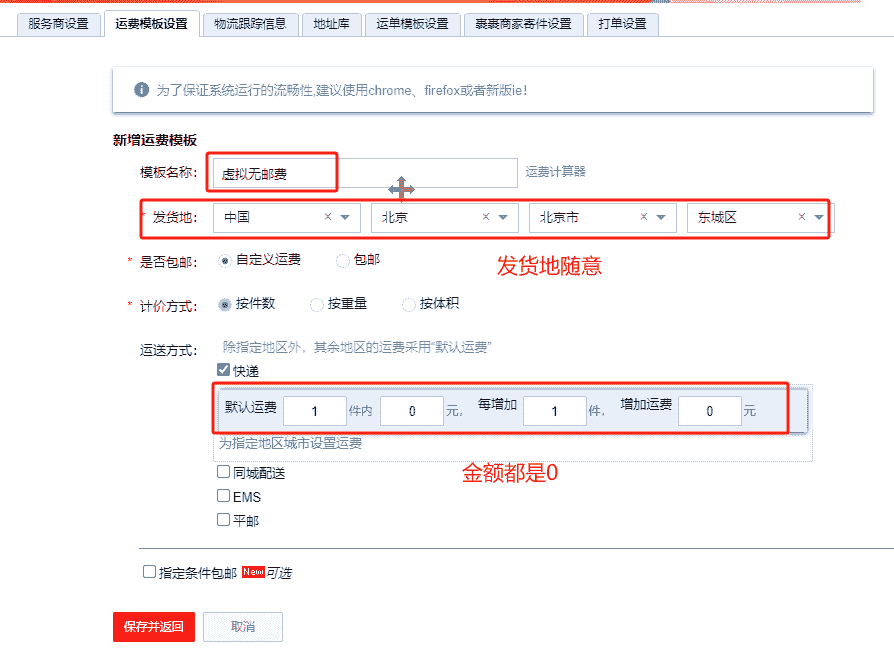 服务商设置 运费模板设置 物流跟踪信息 地址库 运单模板设置 裹裹商家寄件设置 打单设置
为了保证系统运行的流畅性,建议使用chrome、firefox或者新版ie!
新增运费模板
模板名称: 虚拟无邮费 运费计算器
* 发货地: 中国 × 北京 × 北京市 × 东城区 ×
* 是否包邮: 自定义运费 包邮
发货地随意
* 计价方式: 按件数 按重量 按体积
运送方式: 除指定地区外，其余地区的运费采用“默认运费”
快递
默认运费 1 件内 0 元， 每增加 1 件， 增加运费 0 元
为指定地区城市设置运费
金额都是0
同城配送
EMS
平邮
指定条件包邮 New 可选
保存并返回 取消